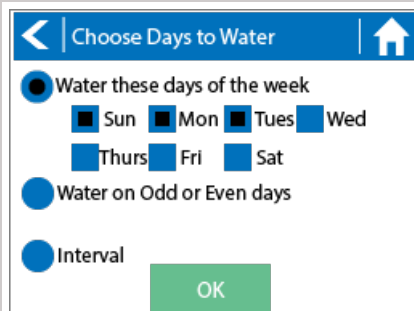 Choose Days to Water
Water these days of the week
Sun Mon Tues Wed
Thurs Fri Sat
Water on Odd or Even days
Interval
OK